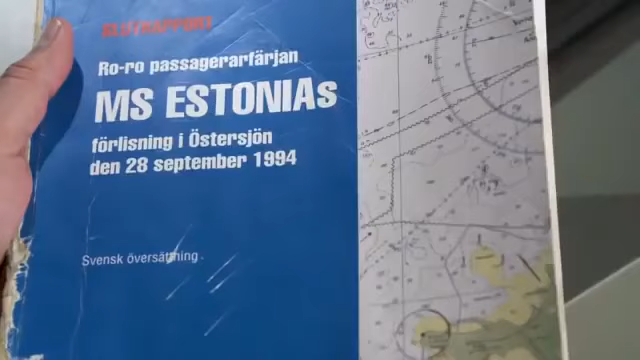 SLUTRAPPORT
Ro-ro passagerarfärjan
MS ESTONIAs
förlisning i Östersjön
den 28 september 1994
Svensk översättning